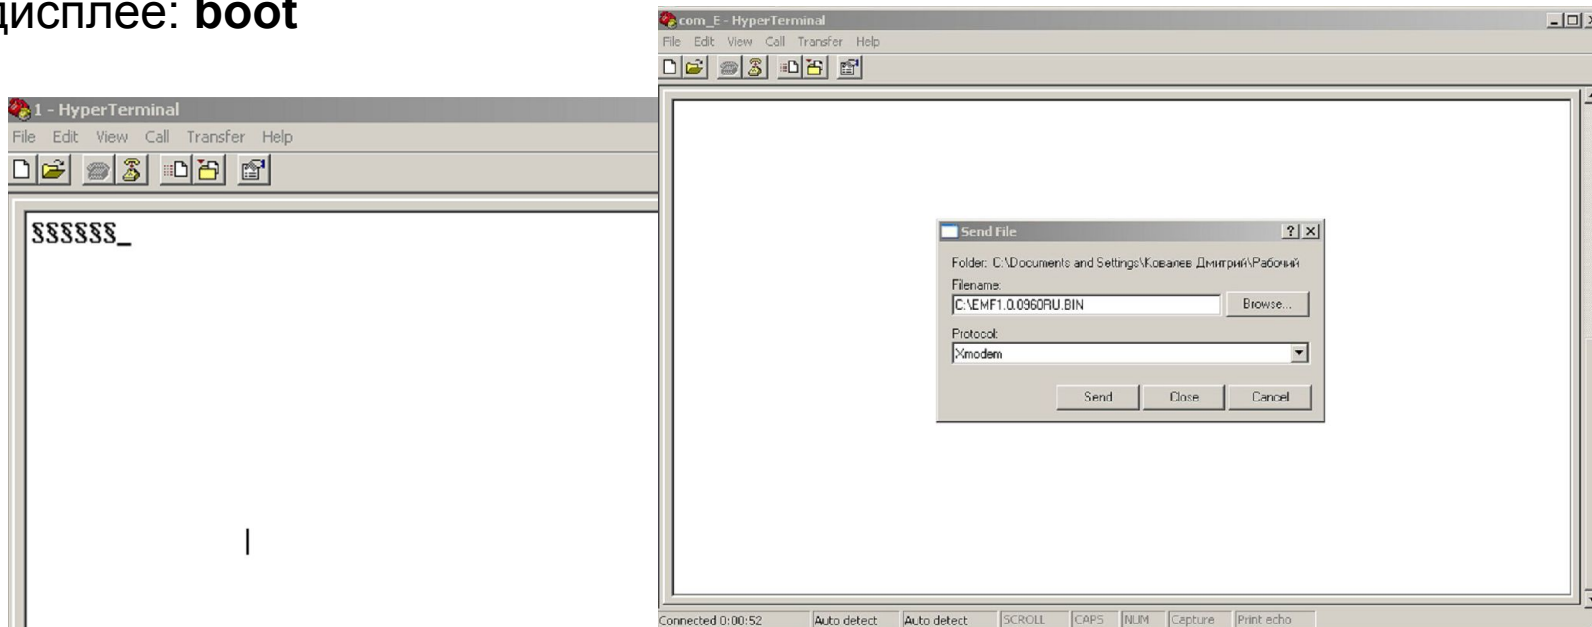 дисплее: boot
1 - HyperTerminal
File Edit View Call Transfer Help
§§§§§§_
com_E - HyperTerminal
File Edit View Call Transfer Help
Send File
Folder: C:\Documents and Settings\Ковалев Дмитрий\Рабочий
Filename:
C:\EMF1.0.0960RU.BIN
Browse...
Protocol:
Xmodem
Send Close Cancel
Connected 0:00:52 Auto detect Auto detect SCROLL CAPS NUM Capture Print echo